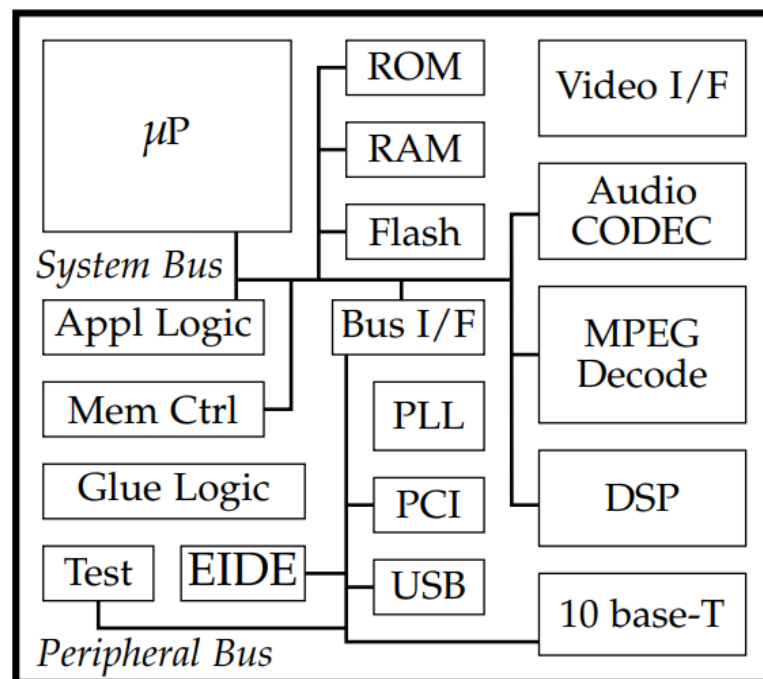 μP
ROM
Video I/F
RAM
Audio
CODEC
Flash
System Bus
Appl Logic
Bus I/F
MPEG
Decode
Mem Ctrl
PLL
Glue Logic
PCI
DSP
Test
EIDE
USB
10 base-T
Peripheral Bus